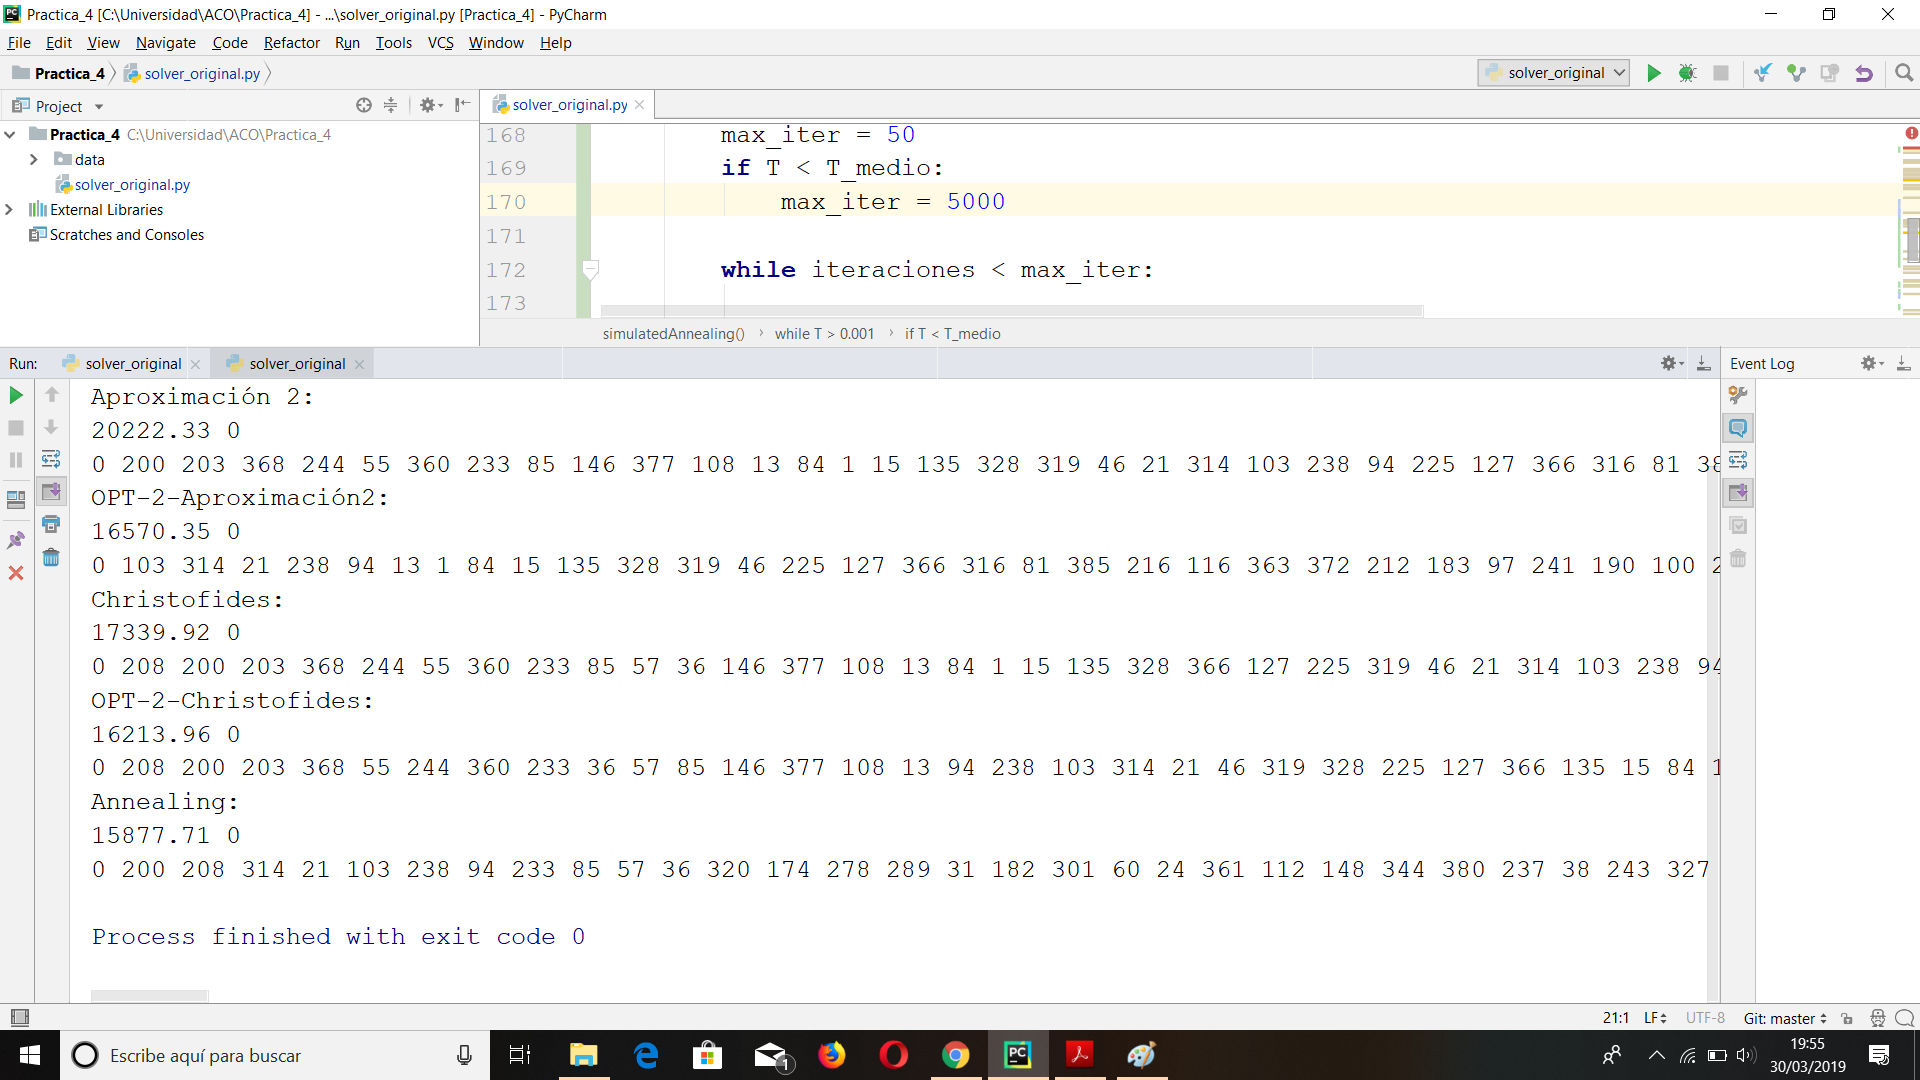 Practica_4 [C:\Universidad\ACO\Practica_4] - ...\solver_original.py [Practica_4] - PyCharm
File Edit View Navigate Code Refactor Run Tools VCS Window Help
Practica_4 solver_original.py solver_original
Project solver_original.py
Practica_4 C:\Universidad\ACO\Practica_4
data
solver_original.py
External Libraries
Scratches and Consoles
168 max_iter = 50
169 if T < T_medio:
170 max_iter = 5000
171
172 while iteraciones < max_iter:
173
simulatedAnnealing() › while T > 0.001 › if T < T_medio
Run: solver_original solver_original Event Log
Aproximación 2:
20222.33 0
0 200 203 368 244 55 360 233 85 146 377 108 13 84 1 15 135 328 319 46 21 314 103 238 94 225 127 366 316 81 38
OPT-2-Aproximación2:
16570.35 0
0 103 314 21 238 94 13 1 84 15 135 328 319 46 225 127 366 316 81 385 216 116 363 372 212 183 97 241 190 100 2
Christofides:
17339.92 0
0 208 200 203 368 244 55 360 233 85 57 36 146 377 108 13 84 1 15 135 328 366 127 225 319 46 21 314 103 238 94
OPT-2-Christofides:
16213.96 0
0 208 200 203 368 55 244 360 233 36 57 85 146 377 108 13 94 238 103 314 21 46 319 328 225 127 366 135 15 84 1
Annealing:
15877.71 0
0 200 208 314 21 103 238 94 233 85 57 36 320 174 278 289 31 182 301 60 24 361 112 148 344 380 237 38 243 327
Process finished with exit code 0
21:1 LF UTF-8 Git: master
Escribe aquí para buscar
1
PC
19:55
30/03/2019